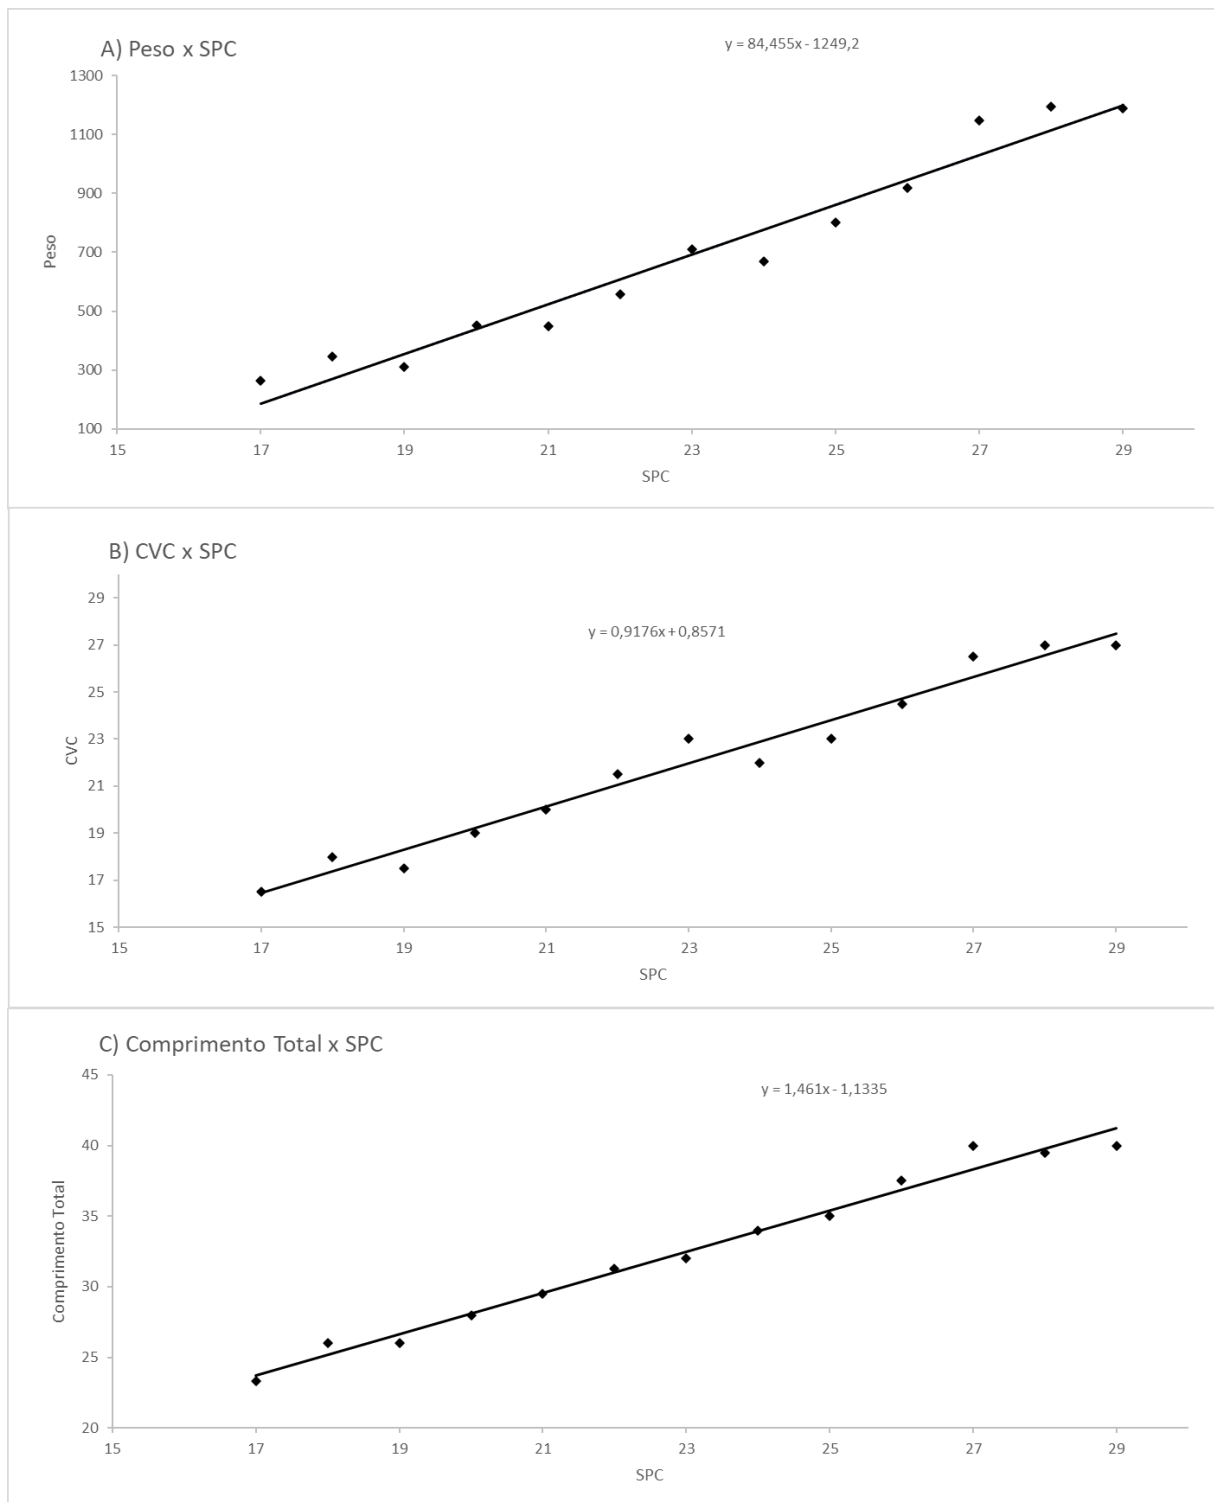 A) Peso x SPC
y = 84,455x - 1249,2
1300
1100
900
700
500
300
100
Peso
15 17 19 21 23 25 27 29
SPC
B) CVC x SPC
y = 0,9176x + 0,8571
29
27
25
23
21
19
17
15
CVC
15 17 19 21 23 25 27 29
SPC
C) Comprimento Total x SPC
y = 1,461x - 1,1335
45
40
35
30
25
20
Comprimento Total
15 17 19 21 23 25 27 29
SPC